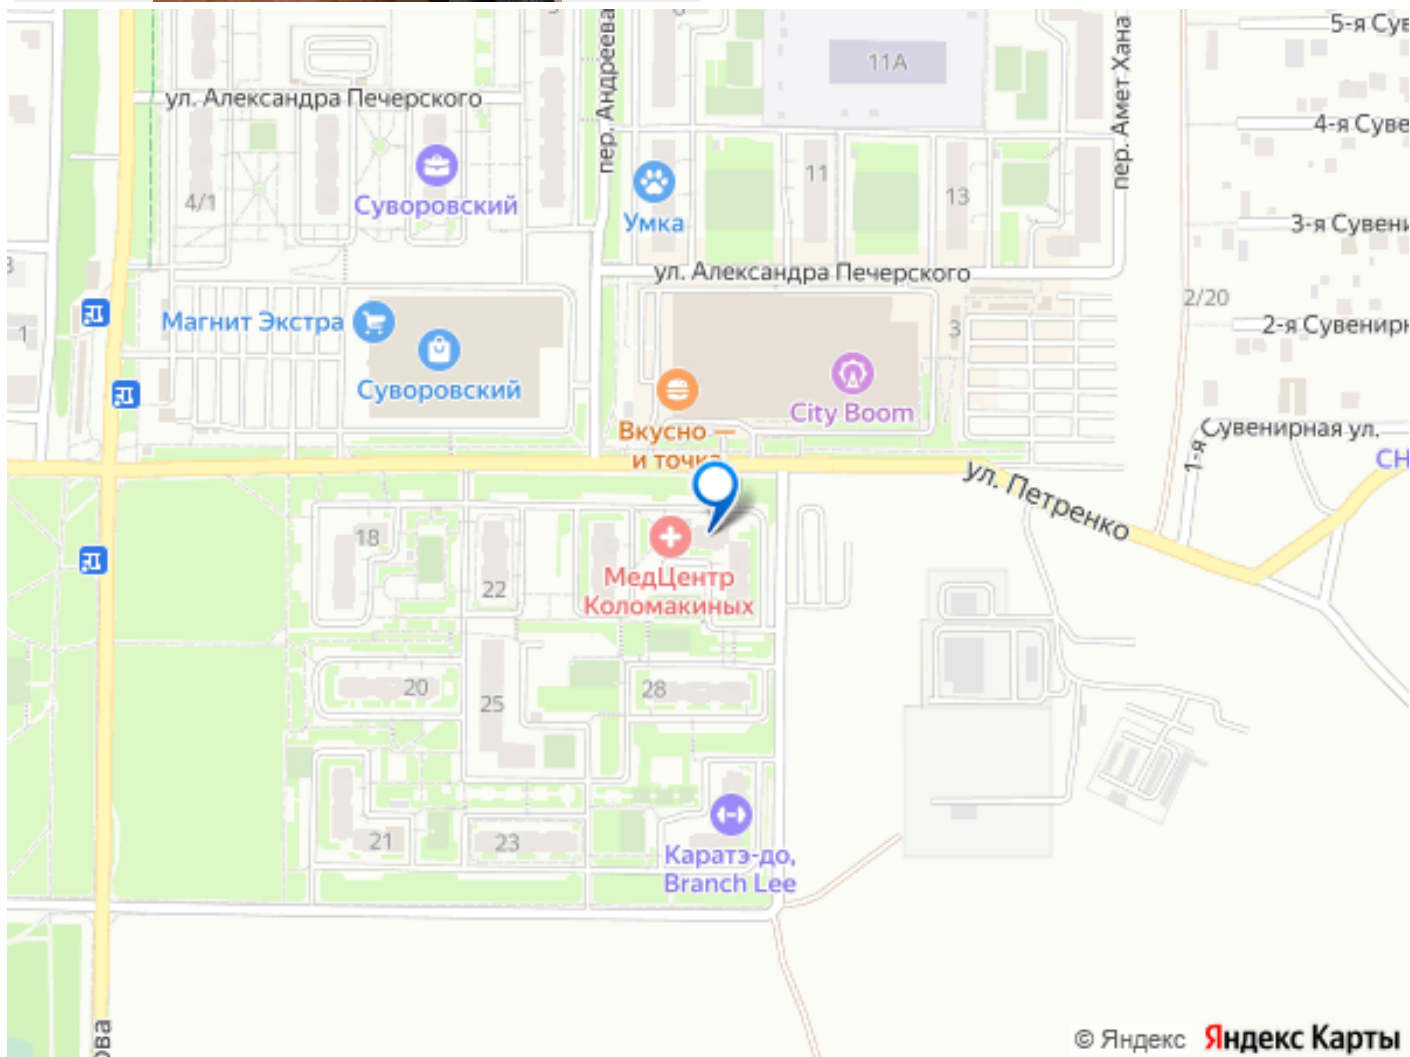 5-я Сув
11А
ул. Александра Печерского
пер. Андреева
пер. Амет Хана
4-я Суве
Суворовский
4/1
11
13
Умка
3-я Сувени
ул. Александра Печерского
2/20
Магнит Экстра
1
3
2-я Сувенирн
Суворовский
City Boom
Вкусно —
и точка
1-я
Сувенирная ул.
СН
ул. Петренко
18
МедЦентр
Коломакиных
22
20
28
25
21
23
Каратэ-до,
Branch Lee
ова
© Яндекс Яндекс Карты